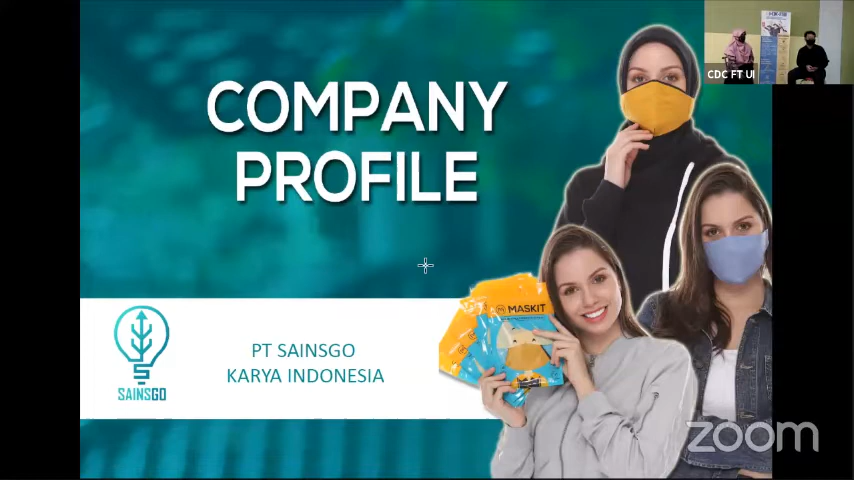 COMPANY
PROFILE
CDC FT UI
MASKIT
SAINSGO
PT SAINSGO
KARYA INDONESIA
zoom